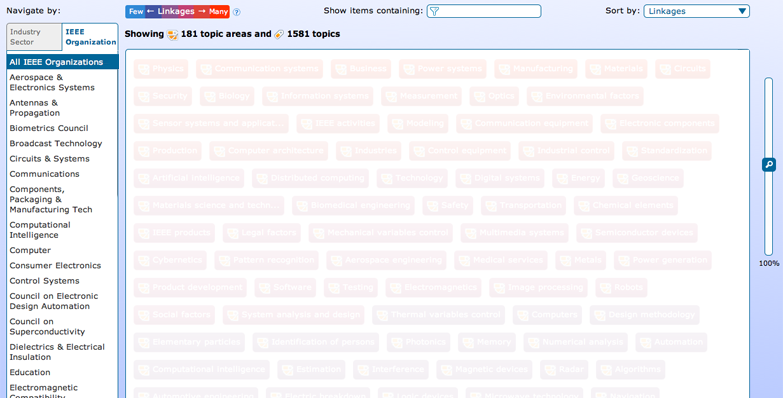 Navigate by:
Few ← Linkages → Many ?
Show items containing:
Sort by: Linkages
Industry Sector
IEEE Organization
Showing 181 topic areas and 1581 topics
All IEEE Organizations
Aerospace &
Electronics Systems
Antennas &
Propagation
Biometrics Council
Broadcast Technology
Circuits & Systems
Communications
Components,
Packaging &
Manufacturing Tech
Computational
Intelligence
Computer
Consumer Electronics
Control Systems
Council on Electronic
Design Automation
Council on
Superconductivity
Dielectrics & Electrical
Insulation
Education
Electromagnetic
Compatibility
Physics Communication systems Business Power systems Manufacturing Materials Circuits
Security Biology Information systems Measurement Optics Environmental factors
Sensor systems and applicat... IEEE activities Modeling Communication equipment Electronic components
Production Computer architecture Industries Control equipment Industrial control Standardization
Artificial intelligence Distributed computing Technology Digital systems Energy Geoscience
Materials science and techn... Biomedical engineering Safety Transportation Chemical elements
IEEE products Legal factors Mechanical variables control Multimedia systems Semiconductor devices
Cybernetics Pattern recognition Aerospace engineering Medical services Metals Power generation
Product development Software Testing Electromagnetics Image processing Robots
Social factors System analysis and design Thermal variables control Computers Design methodology
Elementary particles Identification of persons Photonics Memory Numerical analysis Automation
Computational intelligence Estimation Interference Magnetic devices Radar Algorithms
100%